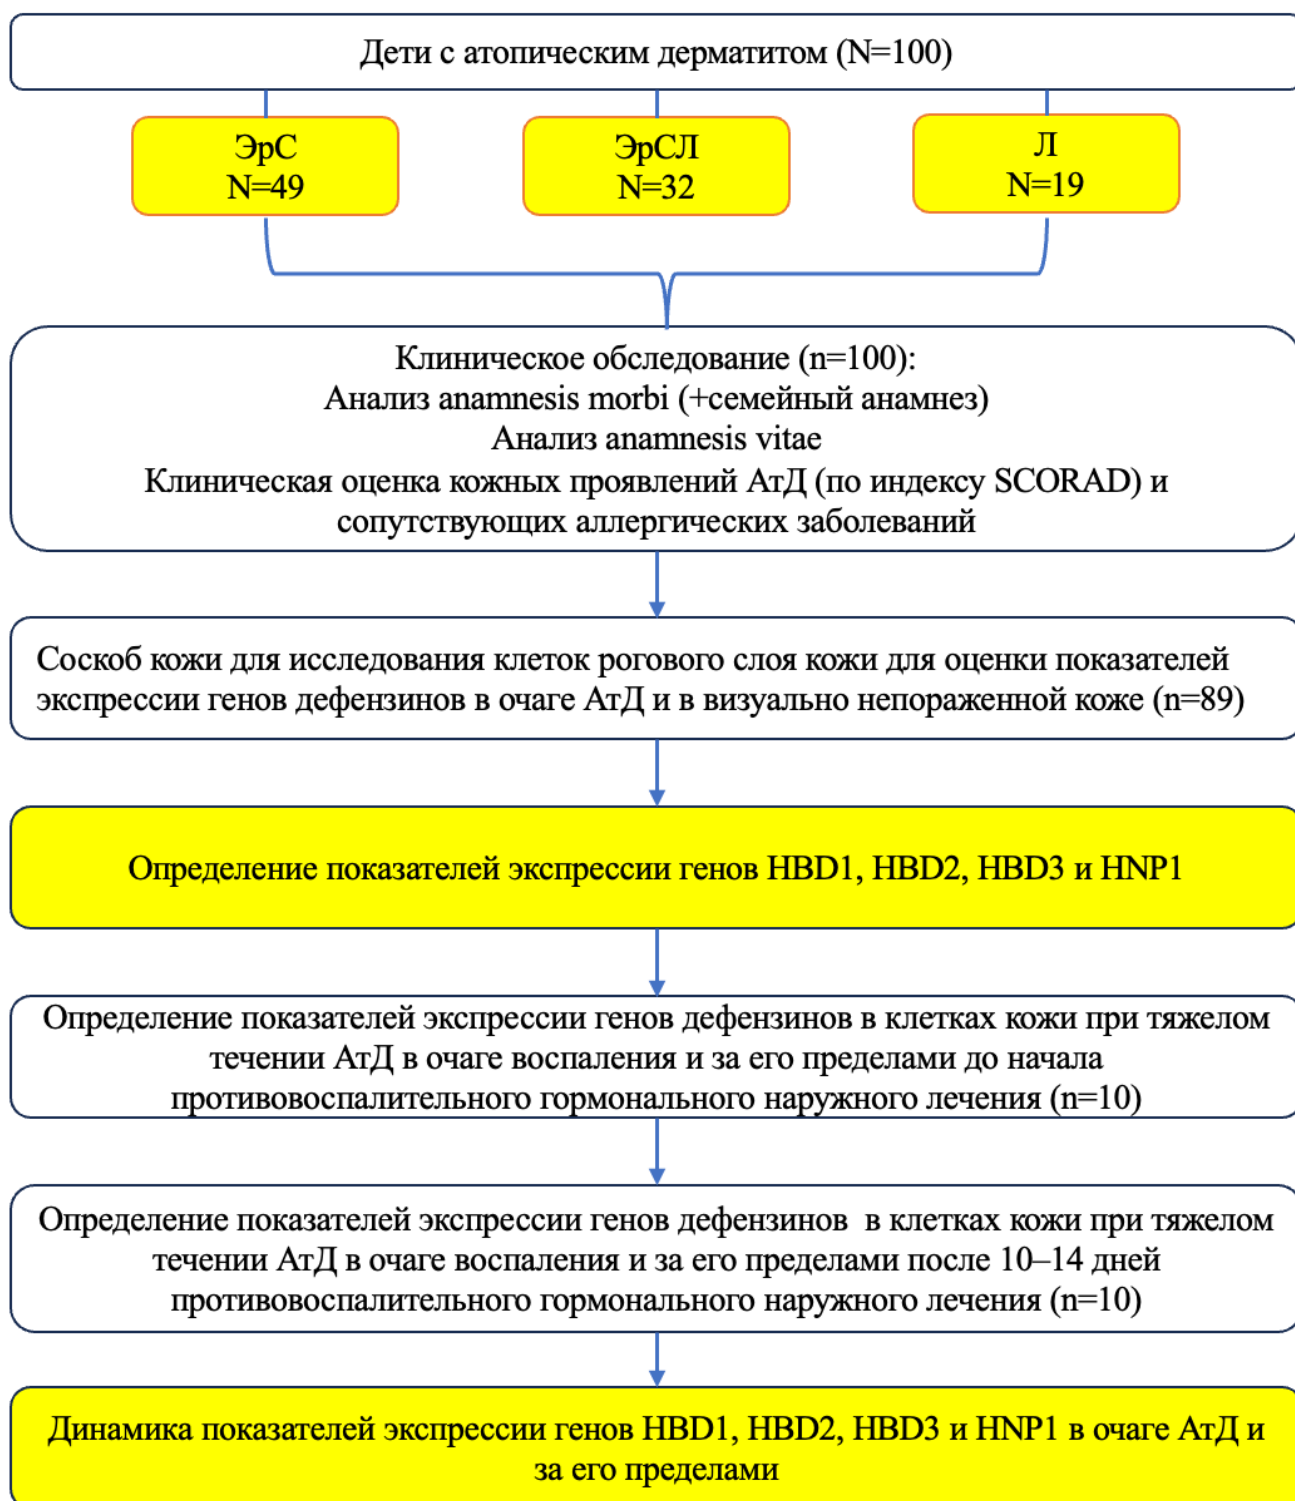 Дети с атопическим дерматитом (N=100)
ЭрС
N=49
ЭрСЛ
N=32
Л
N=19
Клиническое обследование (n=100):
Анализ anamnesis morbi (+семейный анамнез)
Анализ anamnesis vitae
Клиническая оценка кожных проявлений АтД (по индексу SCORAD) и
сопутствующих аллергических заболеваний
Соскоб кожи для исследования клеток рогового слоя кожи для оценки показателей
экспрессии генов дефензинов в очаге АтД и в визуально непораженной коже (n=89)
Определение показателей экспрессии генов HBD1, HBD2, HBD3 и HNP1
Определение показателей экспрессии генов дефензинов в клетках кожи при тяжелом
течении АтД в очаге воспаления и за его пределами до начала
противовоспалительного гормонального наружного лечения (n=10)
Определение показателей экспрессии генов дефензинов  в клетках кожи при тяжелом
течении АтД в очаге воспаления и за его пределами после 10–14 дней
противовоспалительного гормонального наружного лечения (n=10)
Динамика показателей экспрессии генов HBD1, HBD2, HBD3 и HNP1 в очаге АтД и
за его пределами